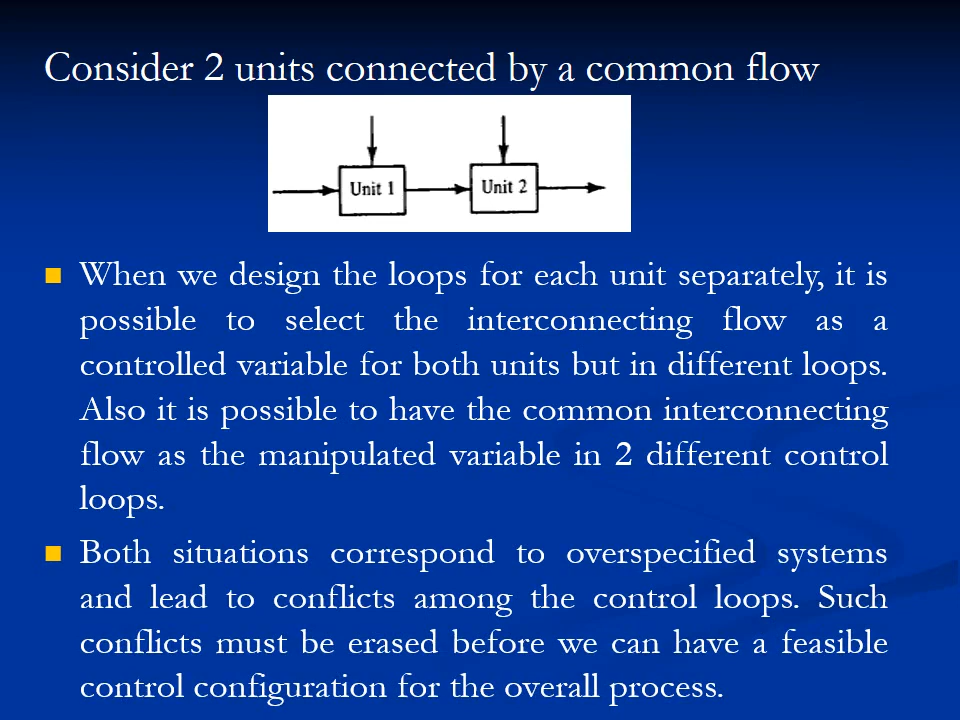 Consider 2 units connected by a common flow
Unit 1
Unit 2
When we design the loops for each unit separately, it is
possible to select the interconnecting flow as a
controlled variable for both units but in different loops.
Also it is possible to have the common interconnecting
flow as the manipulated variable in 2 different control
loops.
Both situations correspond to overspecified systems
and lead to conflicts among the control loops. Such
conflicts must be erased before we can have a feasible
control configuration for the overall process.